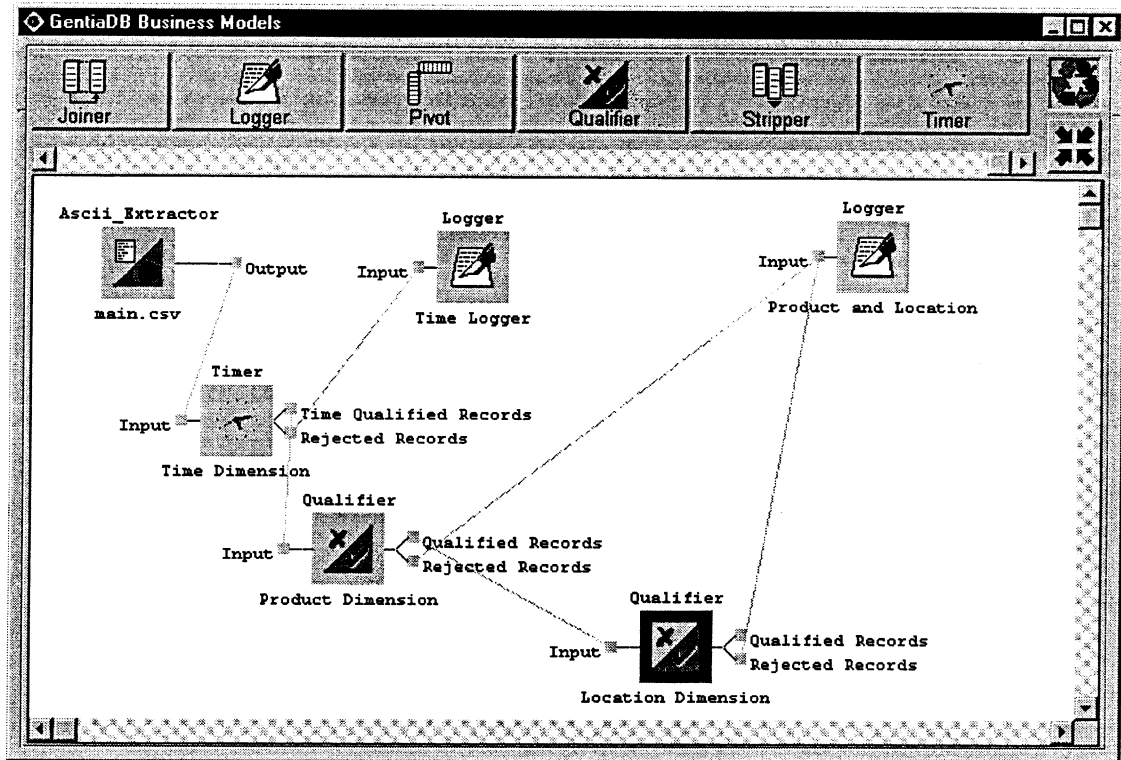 GentiaDB Business Models
Joiner
Logger
Pivot
Qualifier
Stripper
Timer
Ascii_Extractor
Output
main.csv
Logger
Input
Time Logger
Logger
Input
Product and Location
Timer
Input
Time Qualified Records
Rejected Records
Time Dimension
Qualifier
Input
Qualified Records
Rejected Records
Product Dimension
Qualifier
Input
Qualified Records
Rejected Records
Location Dimension